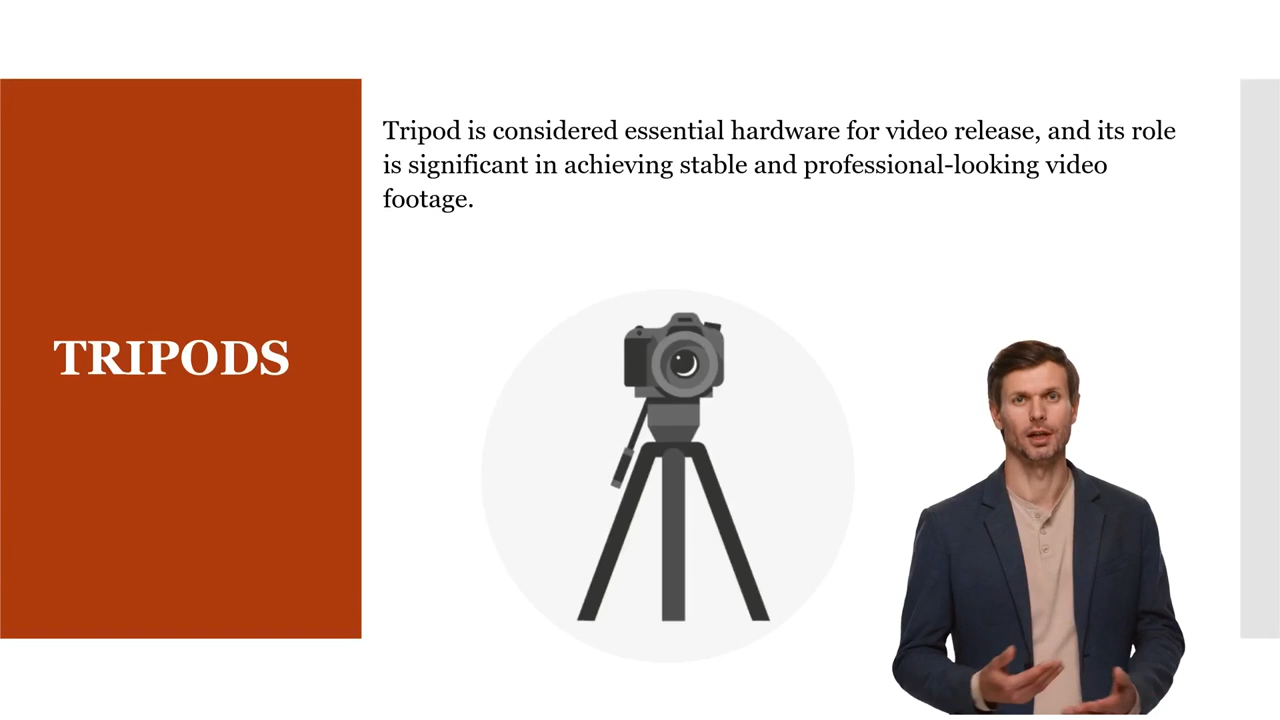 TRIPODS
Tripod is considered essential hardware for video release, and its role
is significant in achieving stable and professional-looking video
footage.